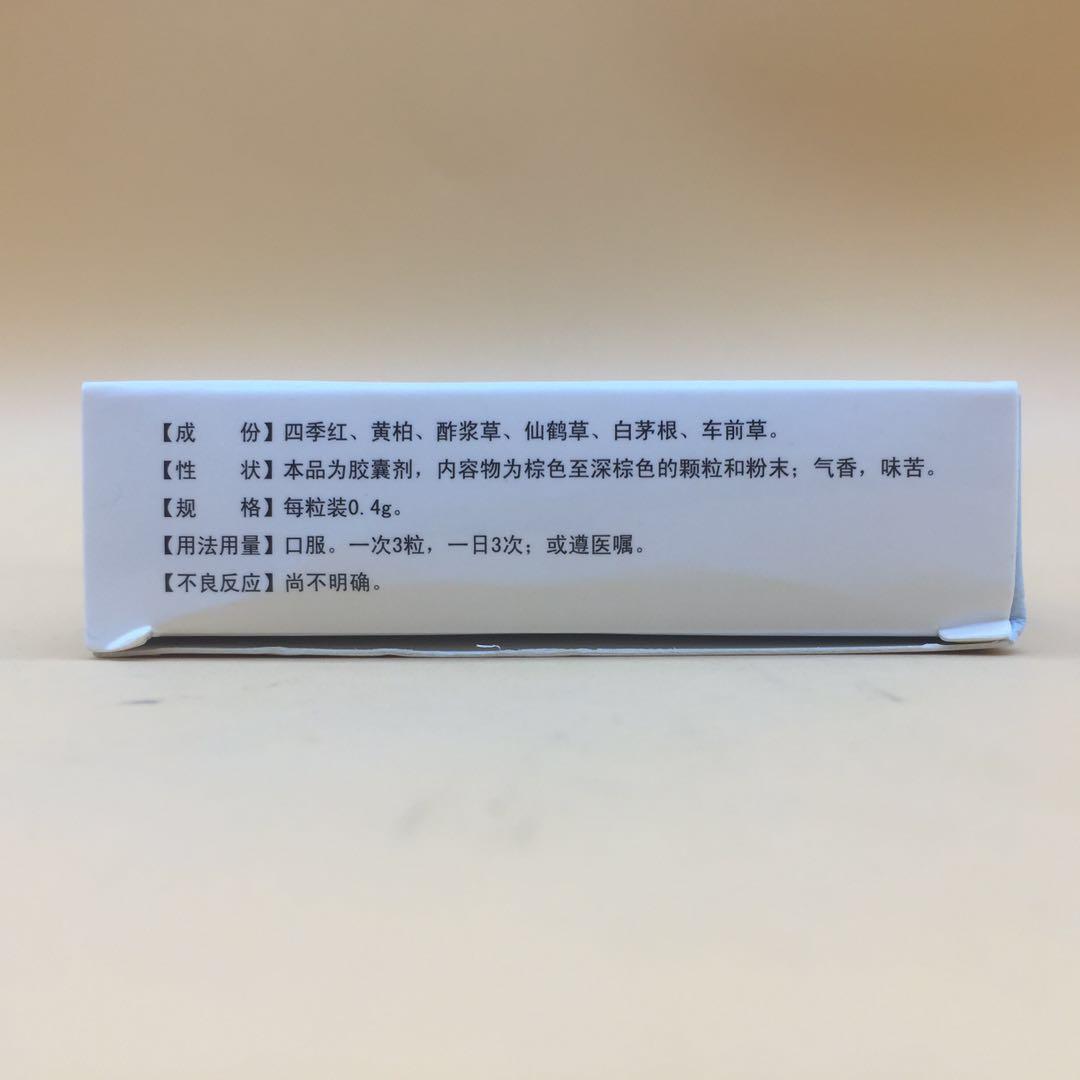 【成　　份】四季红、黄柏、酢浆草、仙鹤草、白茅根、车前草。
【性　　状】本品为胶囊剂，内容物为棕色至深棕色的颗粒和粉末；气香，味苦。
【规　　格】每粒装0.4g。
【用法用量】口服。一次3粒，一日3次；或遵医嘱。
【不良反应】尚不明确。